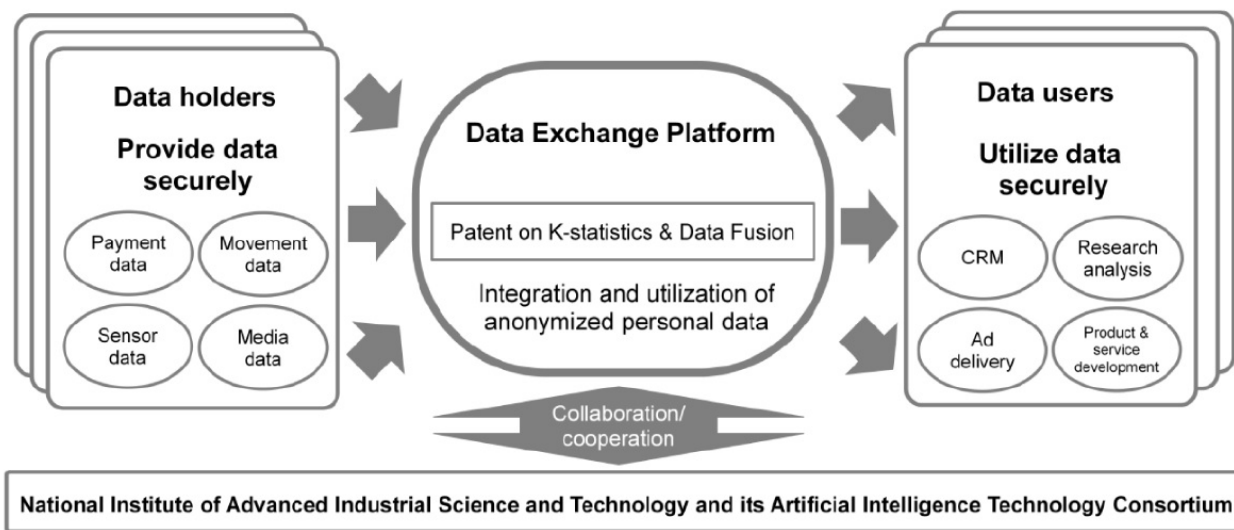 Data holders
Provide data
securely
Payment
data
Movement
data
Sensor
data
Media
data
Data Exchange Platform
Patent on K-statistics & Data Fusion
Integration and utilization of
anonymized personal data
Data users
Utilize data
securely
CRM
Research
analysis
Ad
delivery
Product &
service
development
Collaboration/
cooperation
National Institute of Advanced Industrial Science and Technology and its Artificial Intelligence Technology Consortium